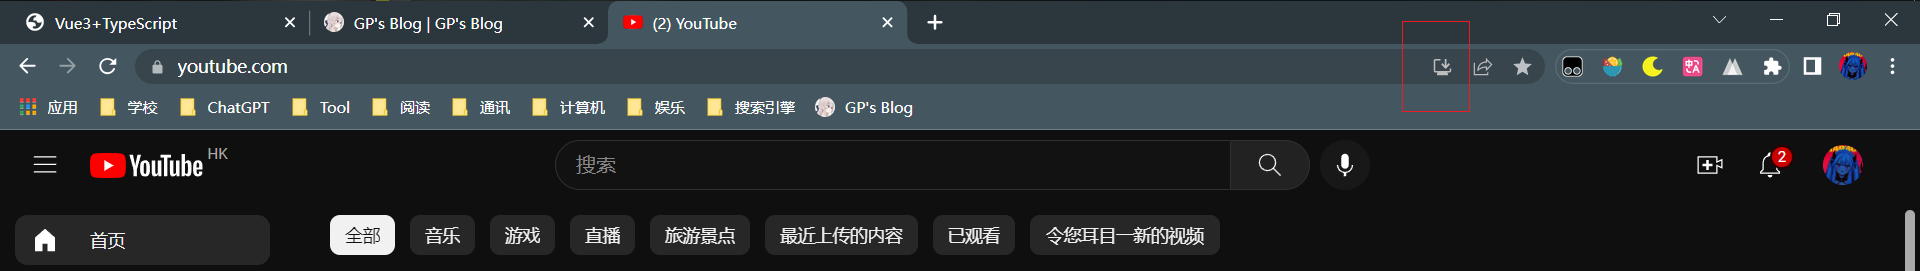 Vue3+TypeScript GP's Blog | GP's Blog (2) YouTube
youtube.com
应用 学校 ChatGPT Tool 阅读 通讯 计算机 娱乐 搜索引擎 GP's Blog
YouTube HK 搜索 2
首页 全部 音乐 游戏 直播 旅游景点 最近上传的内容 已观看 令您耳目一新的视频